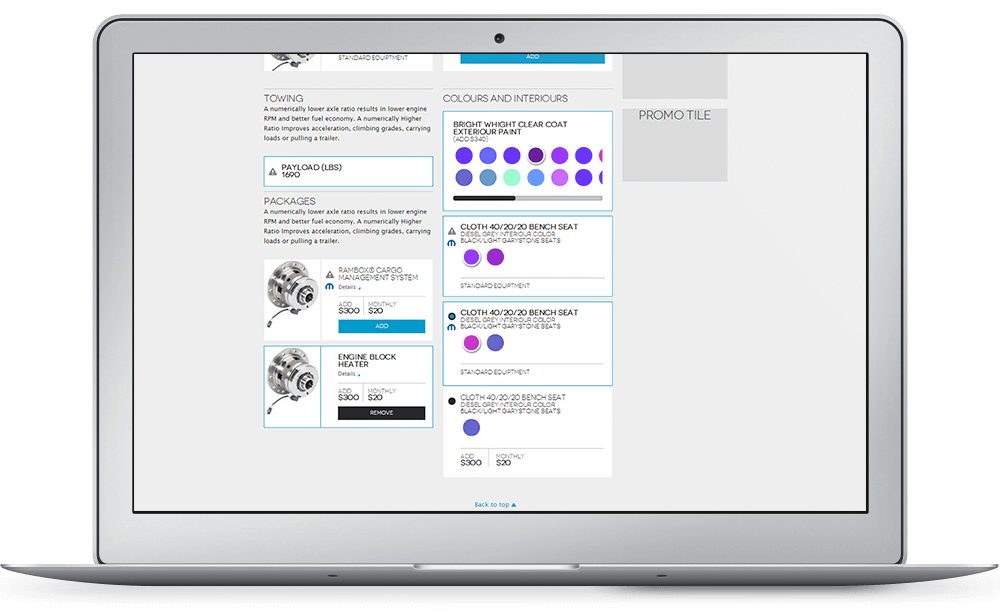 STANDARD EQUIPTMENT
TOWING
A numerically lower axle ratio results in lower engine
RPM and better fuel economy. A numerically Higher
Ratio improves acceleration, climbing grades, carrying
loads or pulling a trailer.
PAYLOAD (LBS)
1690
PACKAGES
A numerically lower axle ratio results in lower engine
RPM and better fuel economy. A numerically Higher
Ratio improves acceleration, climbing grades, carrying
loads or pulling a trailer.
RAMBOX® CARGO
MANAGEMENT SYSTEM
Details
ADD MONTHLY
$300 $20
ADD
ENGINE BLOCK
HEATER
Details
ADD MONTHLY
$300 $20
REMOVE
ADD
COLOURS AND INTERIOURS
BRIGHT WHIGHT CLEAR COAT
EXTERIOUR PAINT
(ADD $340)
CLOTH 40/20/20 BENCH SEAT
DIESEL GREY INTERIOUR COLOR
BLACK/LIGHT GARYSTONE SEATS
STANDARD EQUIPTMENT
CLOTH 40/20/20 BENCH SEAT
DIESEL GREY INTERIOUR COLOR
BLACK/LIGHT GARYSTONE SEATS
STANDARD EQUIPTMENT
CLOTH 40/20/20 BENCH SEAT
DIESEL GREY INTERIOUR COLOR
BLACK/LIGHT GARYSTONE SEATS
ADD MONTHLY
$300 $20
PROMO TILE
Back to top ▲